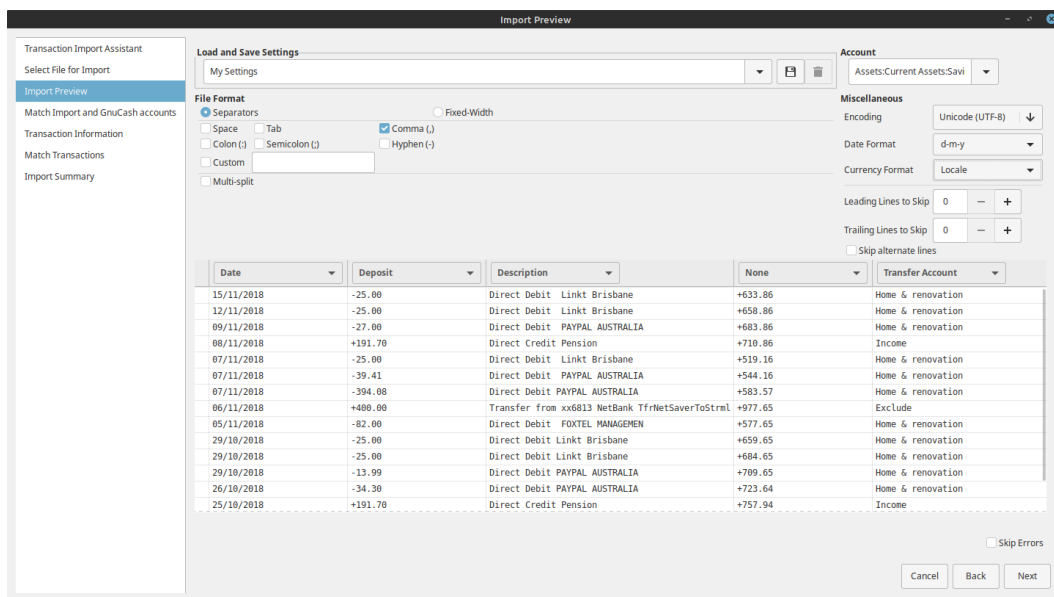 Import Preview
Transaction Import Assistant
Select File for Import
Import Preview
Match Import and GnuCash accounts
Transaction Information
Match Transactions
Import Summary
Load and Save Settings
My Settings
Account
Assets:Current Assets:Savi
File Format
Separators Fixed-Width
Space Tab Comma (,)
Colon (:) Semicolon (;) Hyphen (-)
Custom
Multi-split
Miscellaneous
Encoding Unicode (UTF-8)
Date Format d-m-y
Currency Format Locale
Leading Lines to Skip 0 − +
Trailing Lines to Skip 0 − +
Skip alternate lines
Date Deposit Description None Transfer Account
15/11/2018 -25.00 Direct Debit  Linkt Brisbane +633.86 Home & renovation
12/11/2018 -25.00 Direct Debit  Linkt Brisbane +658.86 Home & renovation
09/11/2018 -27.00 Direct Debit  PAYPAL AUSTRALIA +683.86 Home & renovation
08/11/2018 +191.70 Direct Credit Pension +710.86 Income
07/11/2018 -25.00 Direct Debit  Linkt Brisbane +519.16 Home & renovation
07/11/2018 -39.41 Direct Debit  PAYPAL AUSTRALIA +544.16 Home & renovation
07/11/2018 -394.08 Direct Debit PAYPAL AUSTRALIA +583.57 Home & renovation
06/11/2018 +400.00 Transfer from xx6813 NetBank TfrNetSaverToStrml +977.65 Exclude
05/11/2018 -82.00 Direct Debit  FOXTEL MANAGEMEN +577.65 Home & renovation
29/10/2018 -25.00 Direct Debit Linkt Brisbane +659.65 Home & renovation
29/10/2018 -25.00 Direct Debit Linkt Brisbane +684.65 Home & renovation
29/10/2018 -13.99 Direct Debit PAYPAL AUSTRALIA +709.65 Home & renovation
26/10/2018 -34.30 Direct Debit PAYPAL AUSTRALIA +723.64 Home & renovation
25/10/2018 +191.70 Direct Credit Pension +757.94 Income
Skip Errors
Cancel Back Next